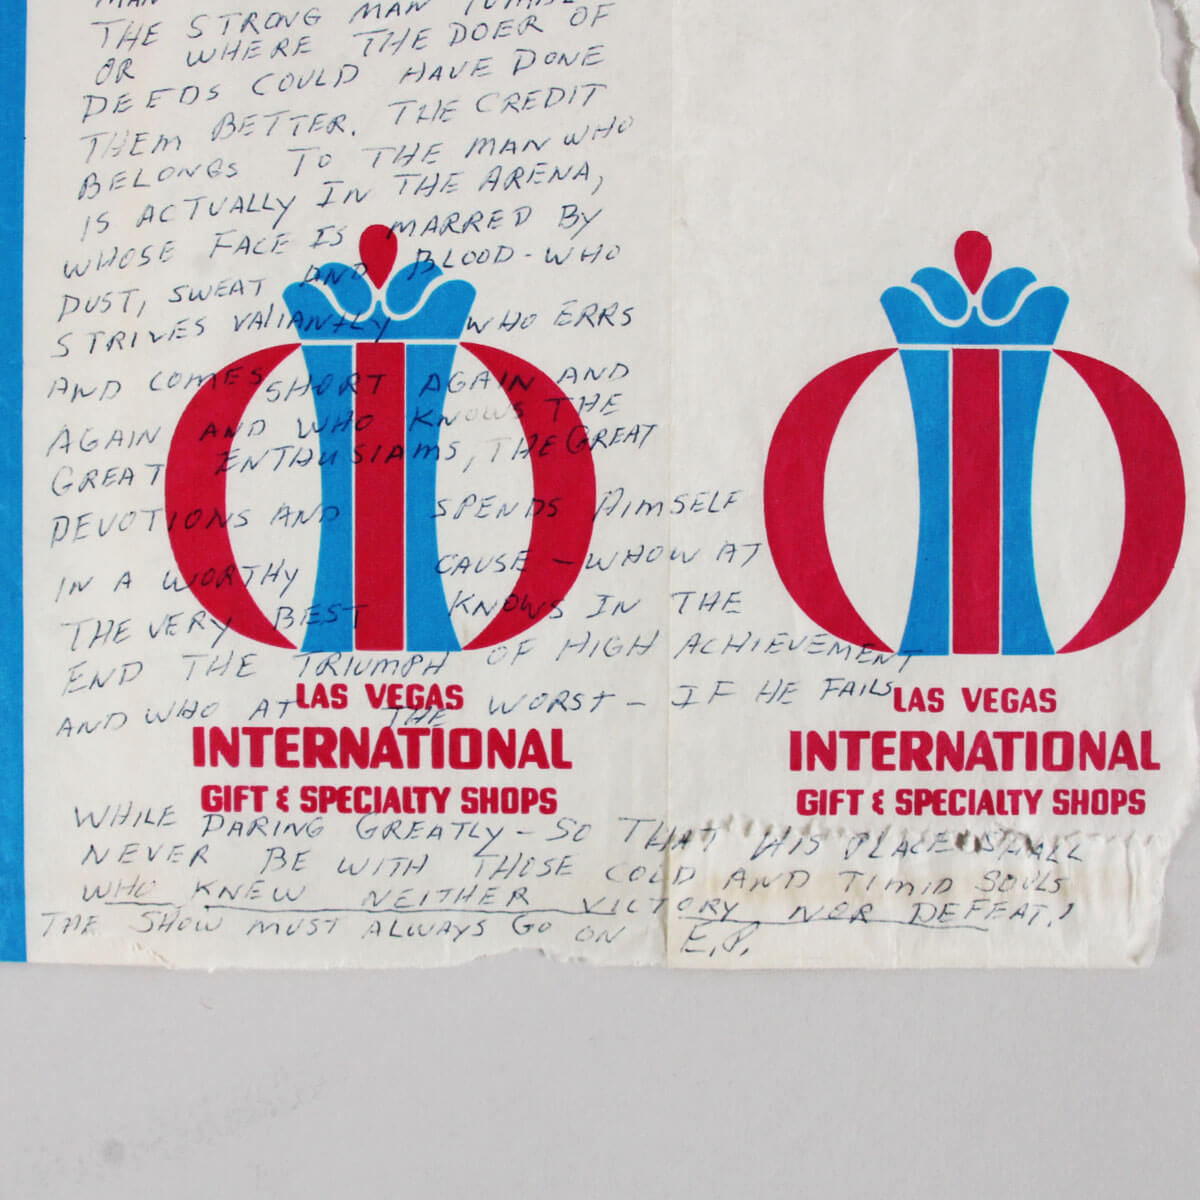 MAN
THE STRONG MAN
OR WHERE THE DOER OF
DEEDS COULD HAVE DONE
THEM BETTER. THE CREDIT
BELONGS TO THE MAN WHO
IS ACTUALLY IN THE ARENA,
WHOSE FACE IS MARRED BY
DUST, SWEAT AND BLOOD - WHO
STRIVES VALIANTLY WHO ERRS
AND COMES SHORT AGAIN AND
AGAIN AND WHO KNOWS THE
GREAT ENTHUSIAMS, THE GREAT
DEVOTIONS AND SPENDS HIMSELF
IN A WORTHY CAUSE - WHOW AT
THE VERY BEST KNOWS IN THE
END THE TRIUMPH OF HIGH ACHIEVEMENT
AND WHO AT THE WORST - IF HE FAILS
LAS VEGAS
INTERNATIONAL
GIFT & SPECIALTY SHOPS
LAS VEGAS
INTERNATIONAL
GIFT & SPECIALTY SHOPS
WHILE DARING GREATLY - SO THAT HIS PLACE SHALL
NEVER BE WITH THOSE COLD AND TIMID SOULS
WHO KNEW NEITHER VICTORY NOR DEFEAT!
THE SHOW MUST ALWAYS GO ON E.P.